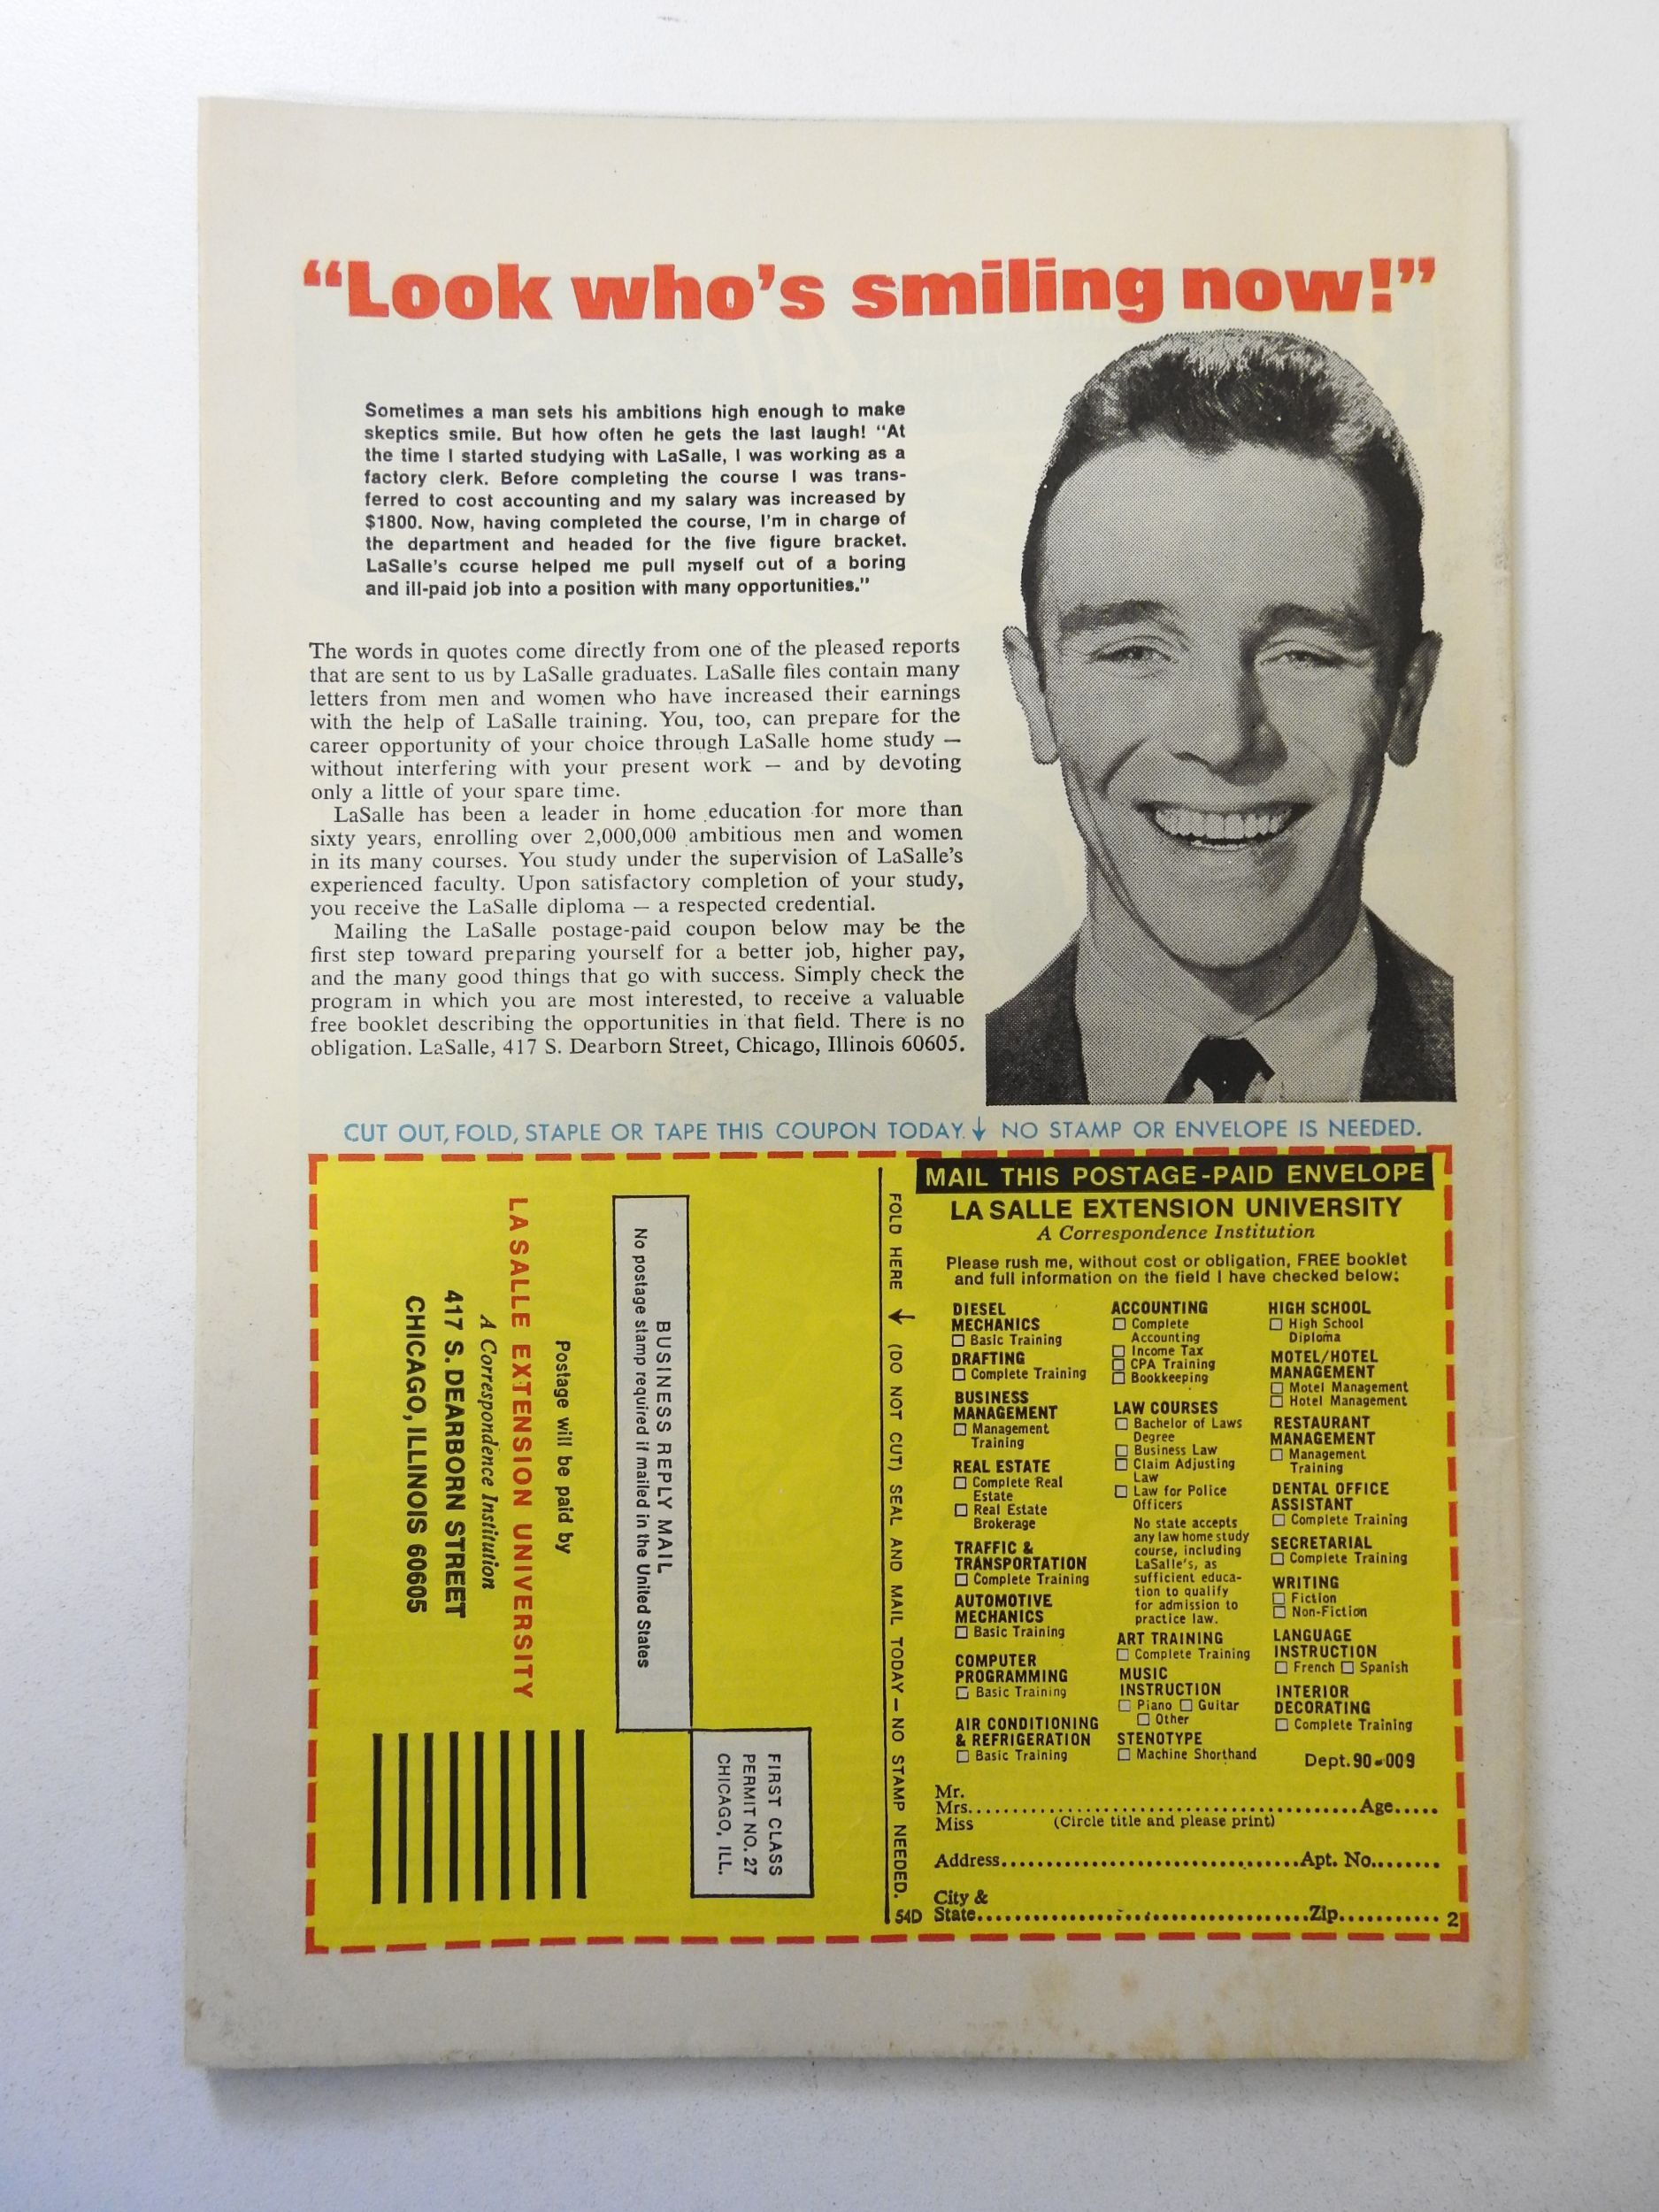 “Look who's smiling now!”
Sometimes a man sets his ambitions high enough to make
skeptics smile. But how often he gets the last laugh! “At
the time I started studying with LaSalle, I was working as a
factory clerk. Before completing the course I was trans-
ferred to cost accounting and my salary was increased by
$1800. Now, having completed the course, I'm in charge of
the department and headed for the five figure bracket.
LaSalle's course helped me pull myself out of a boring
and ill-paid job into a position with many opportunities.”
The words in quotes come directly from one of the pleased reports
that are sent to us by LaSalle graduates. LaSalle files contain many
letters from men and women who have increased their earnings
with the help of LaSalle training. You, too, can prepare for the
career opportunity of your choice through LaSalle home study —
without interfering with your present work — and by devoting
only a little of your spare time.
LaSalle has been a leader in home education for more than
sixty years, enrolling over 2,000,000 ambitious men and women
in its many courses. You study under the supervision of LaSalle's
experienced faculty. Upon satisfactory completion of your study,
you receive the LaSalle diploma — a respected credential.
Mailing the LaSalle postage-paid coupon below may be the
first step toward preparing yourself for a better job, higher pay,
and the many good things that go with success. Simply check the
program in which you are most interested, to receive a valuable
free booklet describing the opportunities in that field. There is no
obligation. LaSalle, 417 S. Dearborn Street, Chicago, Illinois 60605.
CUT OUT, FOLD, STAPLE OR TAPE THIS COUPON TODAY. ↓ NO STAMP OR ENVELOPE IS NEEDED.
FIRST CLASS
PERMIT NO. 27
CHICAGO, ILL.
BUSINESS REPLY MAIL
No postage stamp required if mailed in the United States
Postage will be paid by
LA SALLE EXTENSION UNIVERSITY
A Correspondence Institution
417 S. DEARBORN STREET
CHICAGO, ILLINOIS 60605
FOLD HERE ↓ (DO NOT CUT) SEAL AND MAIL TODAY — NO STAMP NEEDED.
MAIL THIS POSTAGE-PAID ENVELOPE
LA SALLE EXTENSION UNIVERSITY
A Correspondence Institution
Please rush me, without cost or obligation, FREE booklet
and full information on the field I have checked below:
DIESEL
MECHANICS
☐ Basic Training
DRAFTING
☐ Complete Training
BUSINESS
MANAGEMENT
☐ Management
Training
REAL ESTATE
☐ Complete Real
Estate
☐ Real Estate
Brokerage
TRAFFIC &
TRANSPORTATION
☐ Complete Training
AUTOMOTIVE
MECHANICS
☐ Basic Training
COMPUTER
PROGRAMMING
☐ Basic Training
AIR CONDITIONING
& REFRIGERATION
☐ Basic Training
ACCOUNTING
☐ Complete
Accounting
☐ Income Tax
☐ CPA Training
☐ Bookkeeping
LAW COURSES
☐ Bachelor of Laws
Degree
☐ Business Law
☐ Claim Adjusting
Law
☐ Law for Police
Officers
No state accepts
any law home study
course, including
LaSalle's, as
sufficient educa-
tion to qualify
for admission to
practice law.
ART TRAINING
☐ Complete Training
MUSIC
INSTRUCTION
☐ Piano ☐ Guitar
☐ Other
STENOTYPE
☐ Machine Shorthand
HIGH SCHOOL
☐ High School
Diploma
MOTEL/HOTEL
MANAGEMENT
☐ Motel Management
☐ Hotel Management
RESTAURANT
MANAGEMENT
☐ Management
Training
DENTAL OFFICE
ASSISTANT
☐ Complete Training
SECRETARIAL
☐ Complete Training
WRITING
☐ Fiction
☐ Non-Fiction
LANGUAGE
INSTRUCTION
☐ French ☐ Spanish
INTERIOR
DECORATING
☐ Complete Training
Dept. 90-009
Mr.
Mrs. Age
Miss (Circle title and please print)
Address Apt. No.
City &
State Zip
54D
2